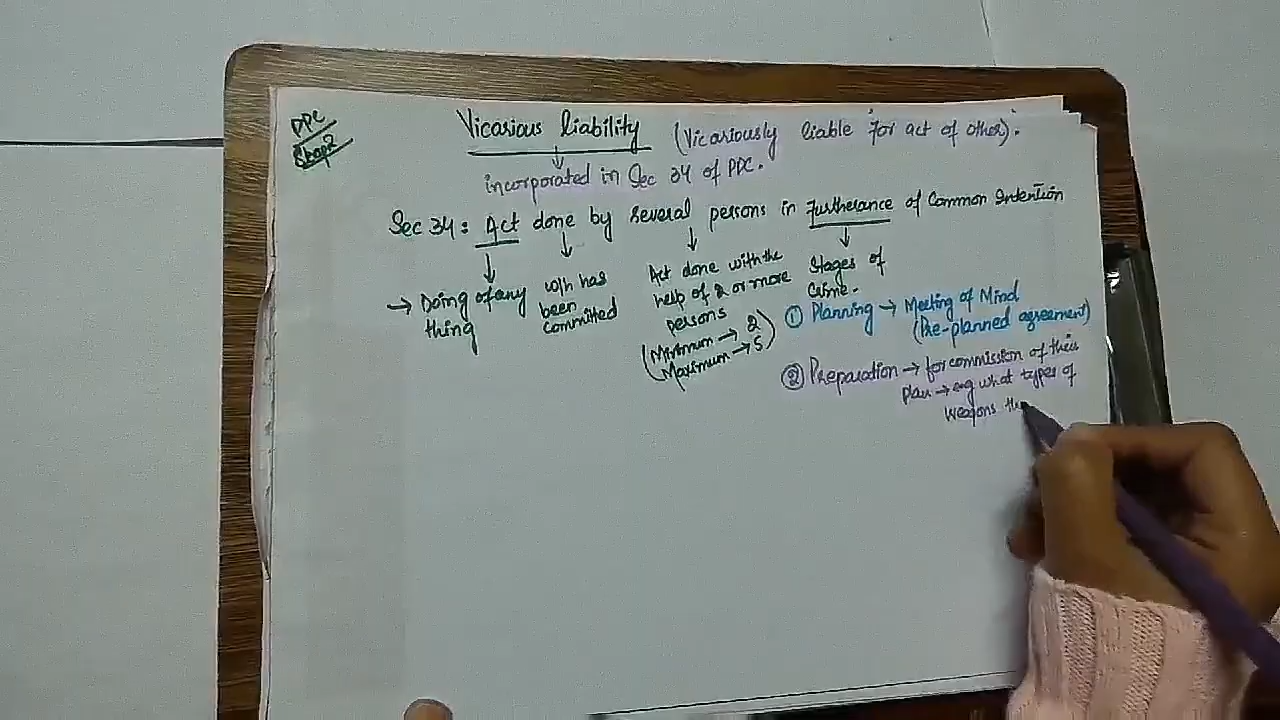 PPC
Chap2
Vicarious liability (Vicariously liable for act of other).
incorporated in Sec 34 of PPC.
Sec 34: Act done by several persons in furtherance of Common Intention
→ Doing of any
thing
w/h has
been
committed
Act done with the
help of 2 or more
persons
(Minimum → 2
Maximum → 5)
Stages of
Crime.
① Planning → Meeting of Mind
(Pre-planned agreement)
② Preparation → for commission of their
Plan → eg what types of
weapons the